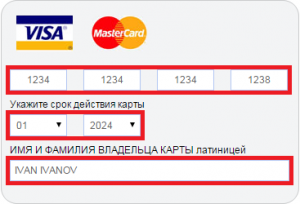 VISA MasterCard
1234 1234 1234 1238
Укажите срок действия карты
01 2024
ИМЯ И ФАМИЛИЯ ВЛАДЕЛЬЦА КАРТЫ латиницей
IVAN IVANOV